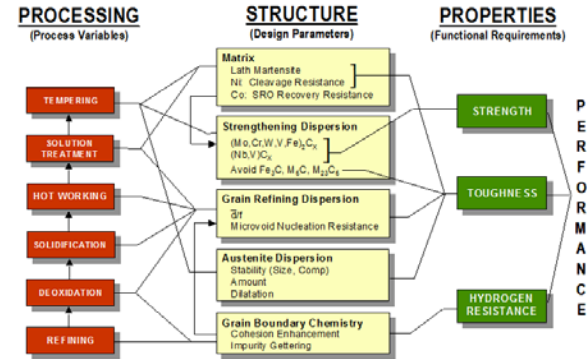 PROCESSING
(Process Variables)
STRUCTURE
(Design Parameters)
PROPERTIES
(Functional Requirements)
TEMPERING
SOLUTION
TREATMENT
HOT WORKING
SOLIDIFICATION
DEOXIDATION
REFINING
Matrix
Lath Martensite
Ni: Cleavage Resistance
Co: SRO Recovery Resistance
Strengthening Dispersion
(Mo,Cr,W,V,Fe)₂Cₓ
(Nb,V)Cₓ
Avoid Fe₃C, M₆C, M₂₃C₆
Grain Refining Dispersion
d/f
Microvoid Nucleation Resistance
Austenite Dispersion
Stability (Size, Comp)
Amount
Dilatation
Grain Boundary Chemistry
Cohesion Enhancement
Impurity Gettering
STRENGTH
TOUGHNESS
HYDROGEN
RESISTANCE
PERFORMANCE